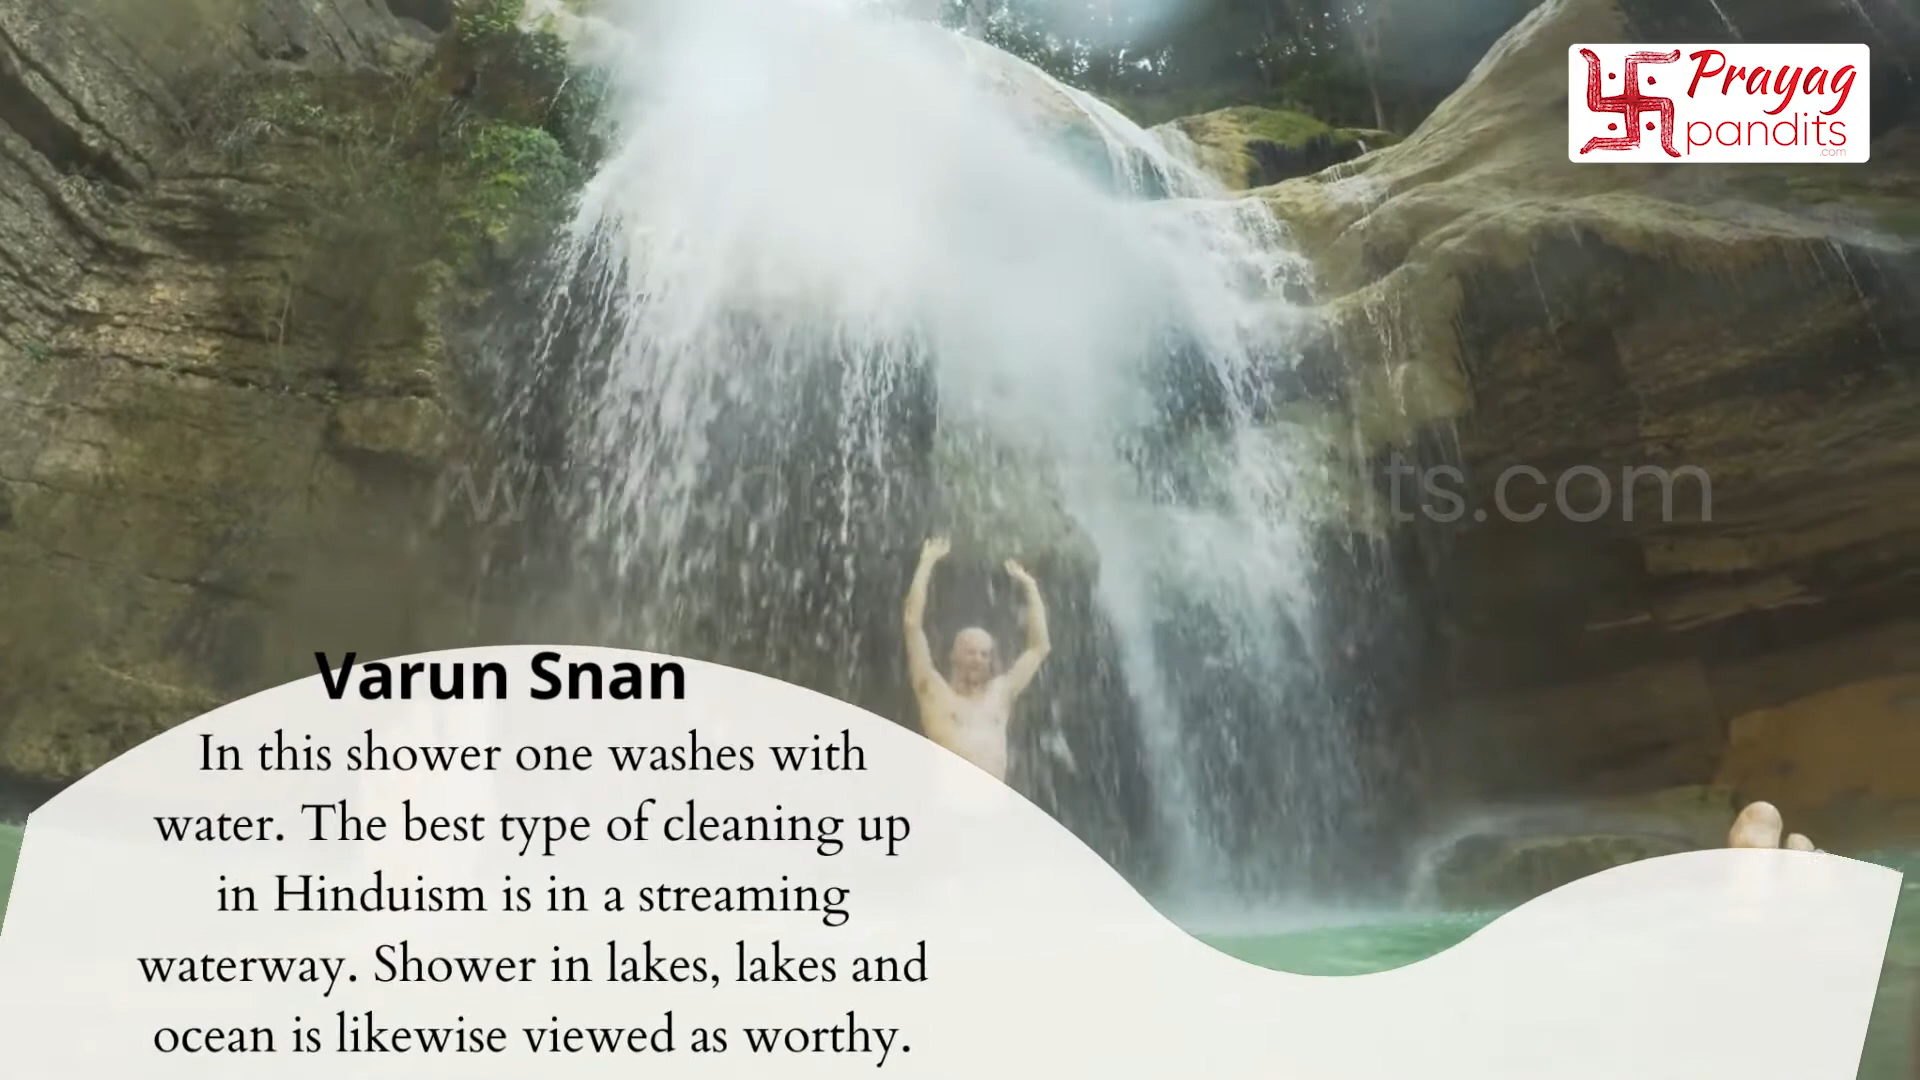 Prayag
pandits
.com
Varun Snan
In this shower one washes with
water. The best type of cleaning up
in Hinduism is in a streaming
waterway. Shower in lakes, lakes and
ocean is likewise viewed as worthy.